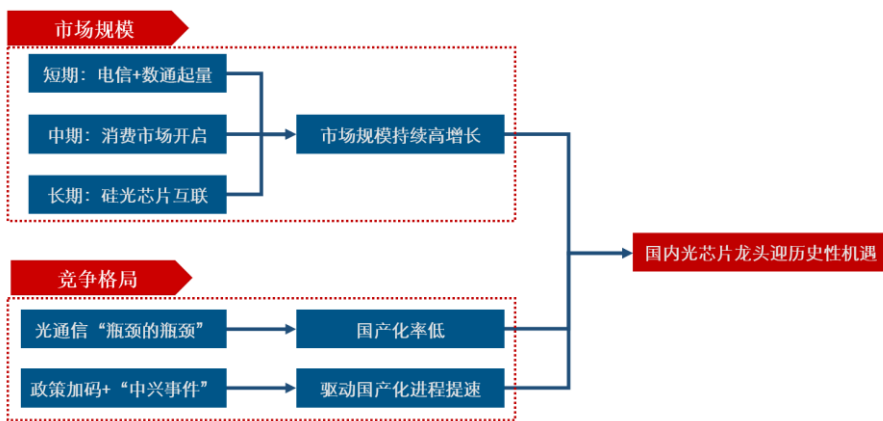 市场规模
短期：电信+数通起量
中期：消费市场开启
长期：硅光芯片互联
市场规模持续高增长
竞争格局
光通信“瓶颈的瓶颈”
国产化率低
政策加码+“中兴事件”
驱动国产化进程提速
国内光芯片龙头迎历史性机遇